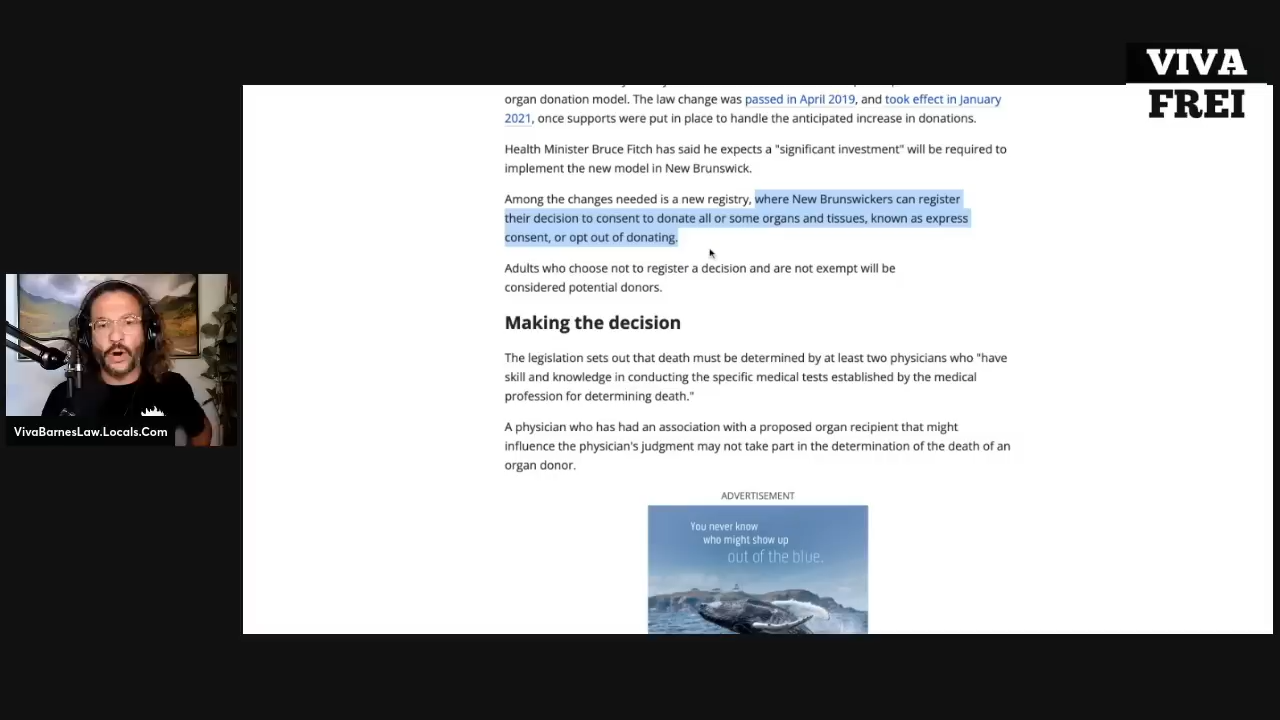 VIVA
FREI
organ donation model. The law change was passed in April 2019, and took effect in January
2021, once supports were put in place to handle the anticipated increase in donations.
Health Minister Bruce Fitch has said he expects a "significant investment" will be required to
implement the new model in New Brunswick.
Among the changes needed is a new registry, where New Brunswickers can register
their decision to consent to donate all or some organs and tissues, known as express
consent, or opt out of donating.
Adults who choose not to register a decision and are not exempt will be
considered potential donors.
Making the decision
The legislation sets out that death must be determined by at least two physicians who "have
skill and knowledge in conducting the specific medical tests established by the medical
profession for determining death."
A physician who has had an association with a proposed organ recipient that might
influence the physician's judgment may not take part in the determination of the death of an
organ donor.
ADVERTISEMENT
You never know
who might show up
out of the blue.
VivaBarnesLaw.Locals.Com